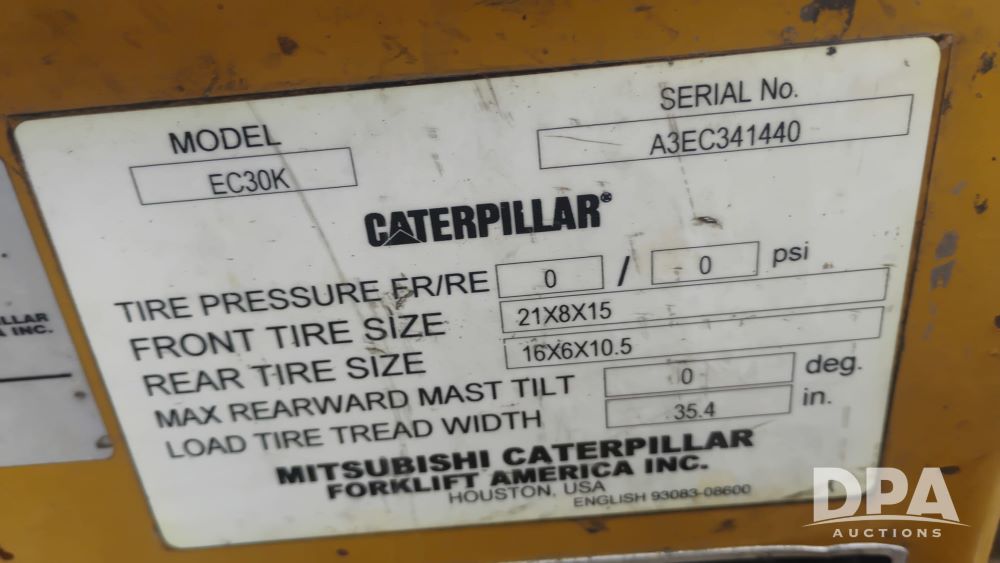 MODEL
EC30K
SERIAL No.
A3EC341440
CATERPILLAR®
TIRE PRESSURE FR/RE 0 / 0 psi
FRONT TIRE SIZE 21X8X15
REAR TIRE SIZE 16X6X10.5
MAX REARWARD MAST TILT 0 deg.
LOAD TIRE TREAD WIDTH 35.4 in.
MITSUBISHI CATERPILLAR
FORKLIFT AMERICA INC.
HOUSTON, USA
ENGLISH 93083-08600
LLAR
INC.
DPA
AUCTIONS